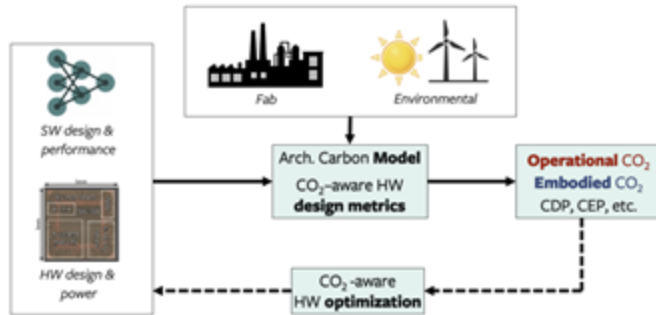 SW design &
performance
HW design &
power
Fab
Environmental
Arch. Carbon Model
CO₂-aware HW
design metrics
Operational CO₂
Embodied CO₂
CDP, CEP, etc.
CO₂ -aware
HW optimization